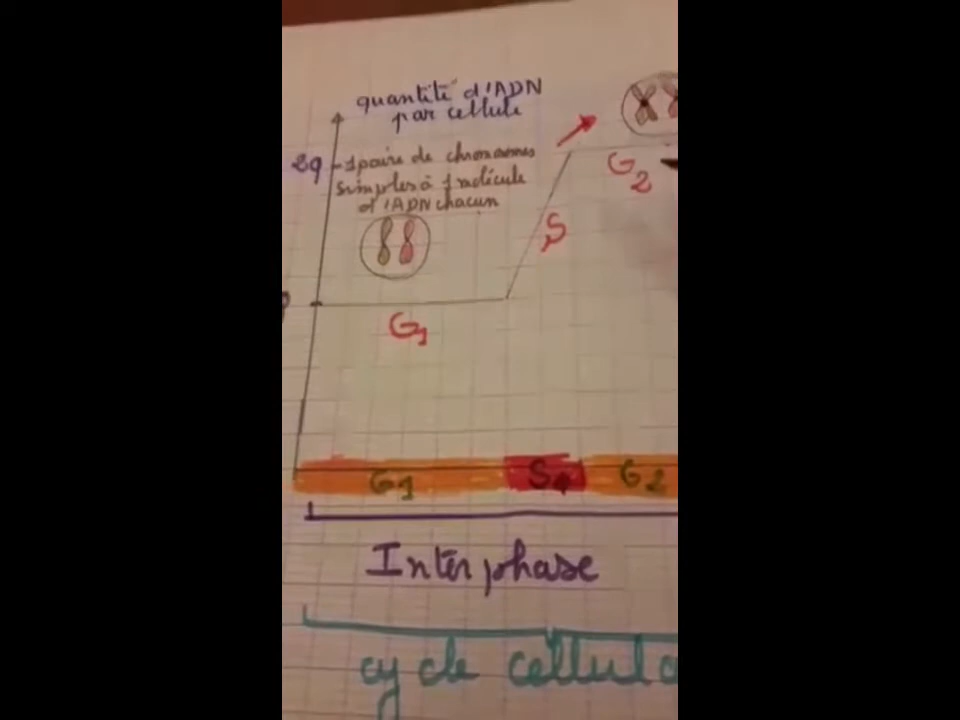 quantité d'ADN
par cellule
2q 1 paire de chromosomes
simples à 1 molécule
d'ADN chacun
S
G2
G1
G1 S G2
Interphase
cycle cellula